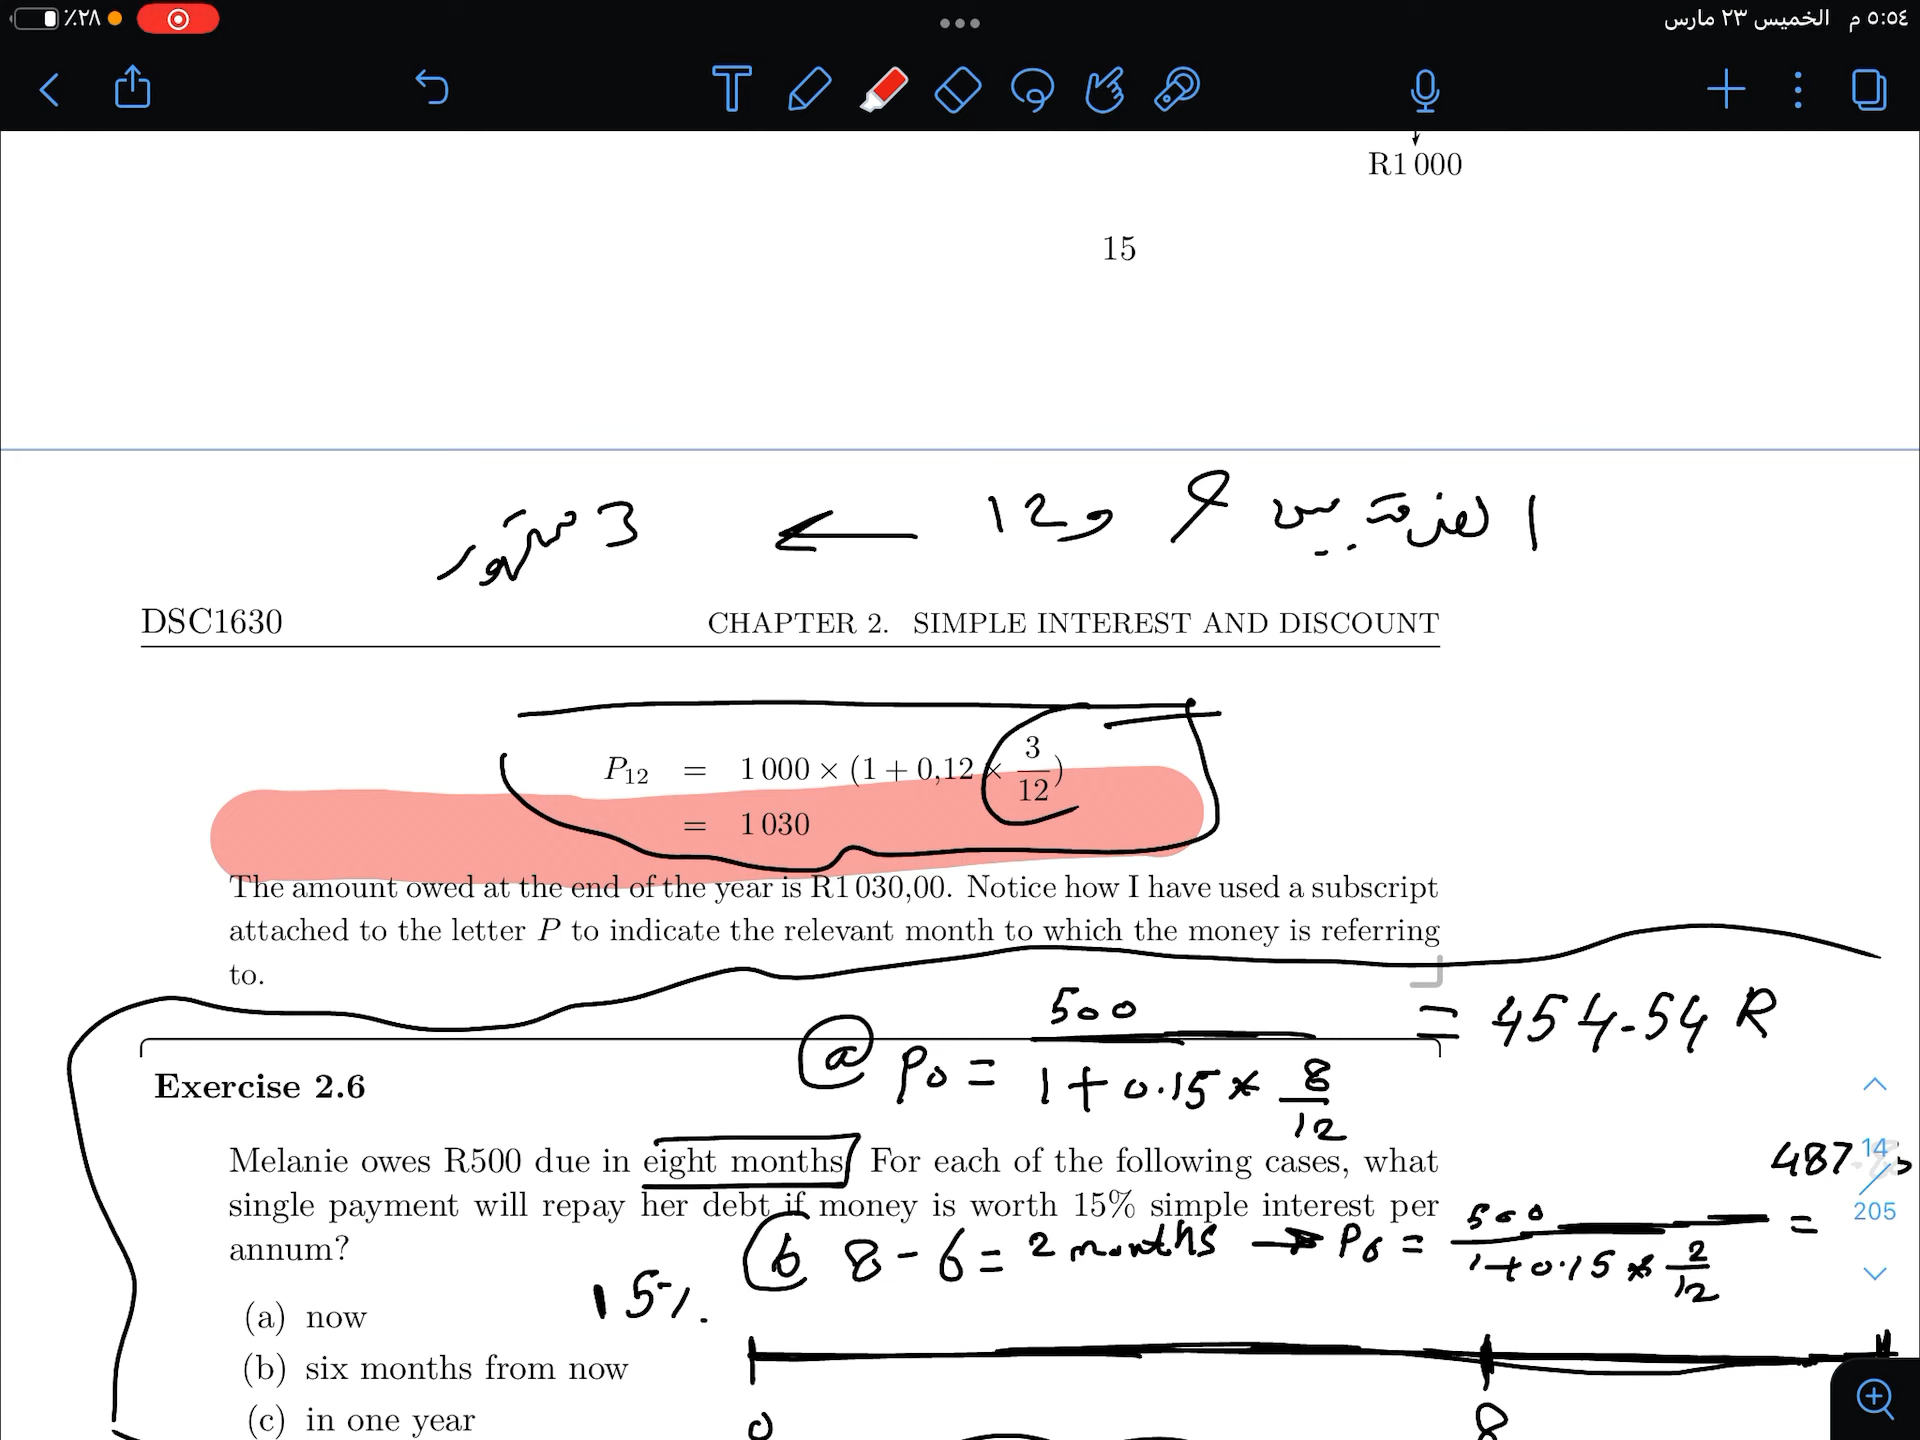 ٪٢٨
٥:٥٤ م الخميس ٢٣ مارس
R1 000
15
9 و 12 ← 3 شهور
DSC1630 CHAPTER 2. SIMPLE INTEREST AND DISCOUNT
P12 = 1 000 × (1 + 0,12 × 3/12)
= 1 030
The amount owed at the end of the year is R1 030,00. Notice how I have used a subscript
attached to the letter P to indicate the relevant month to which the money is referring
to.
ⓐ P0 = 500 / (1 + 0.15 * 8/12) = 454.54 R
Exercise 2.6
Melanie owes R500 due in eight months. For each of the following cases, what
single payment will repay her debt if money is worth 15% simple interest per
annum?
ⓑ 8 - 6 = 2 months → P6 = 500 / (1 + 0.15 * 2/12) = 487
14
205
15%.
(a) now
(b) six months from now
(c) in one year
0 8